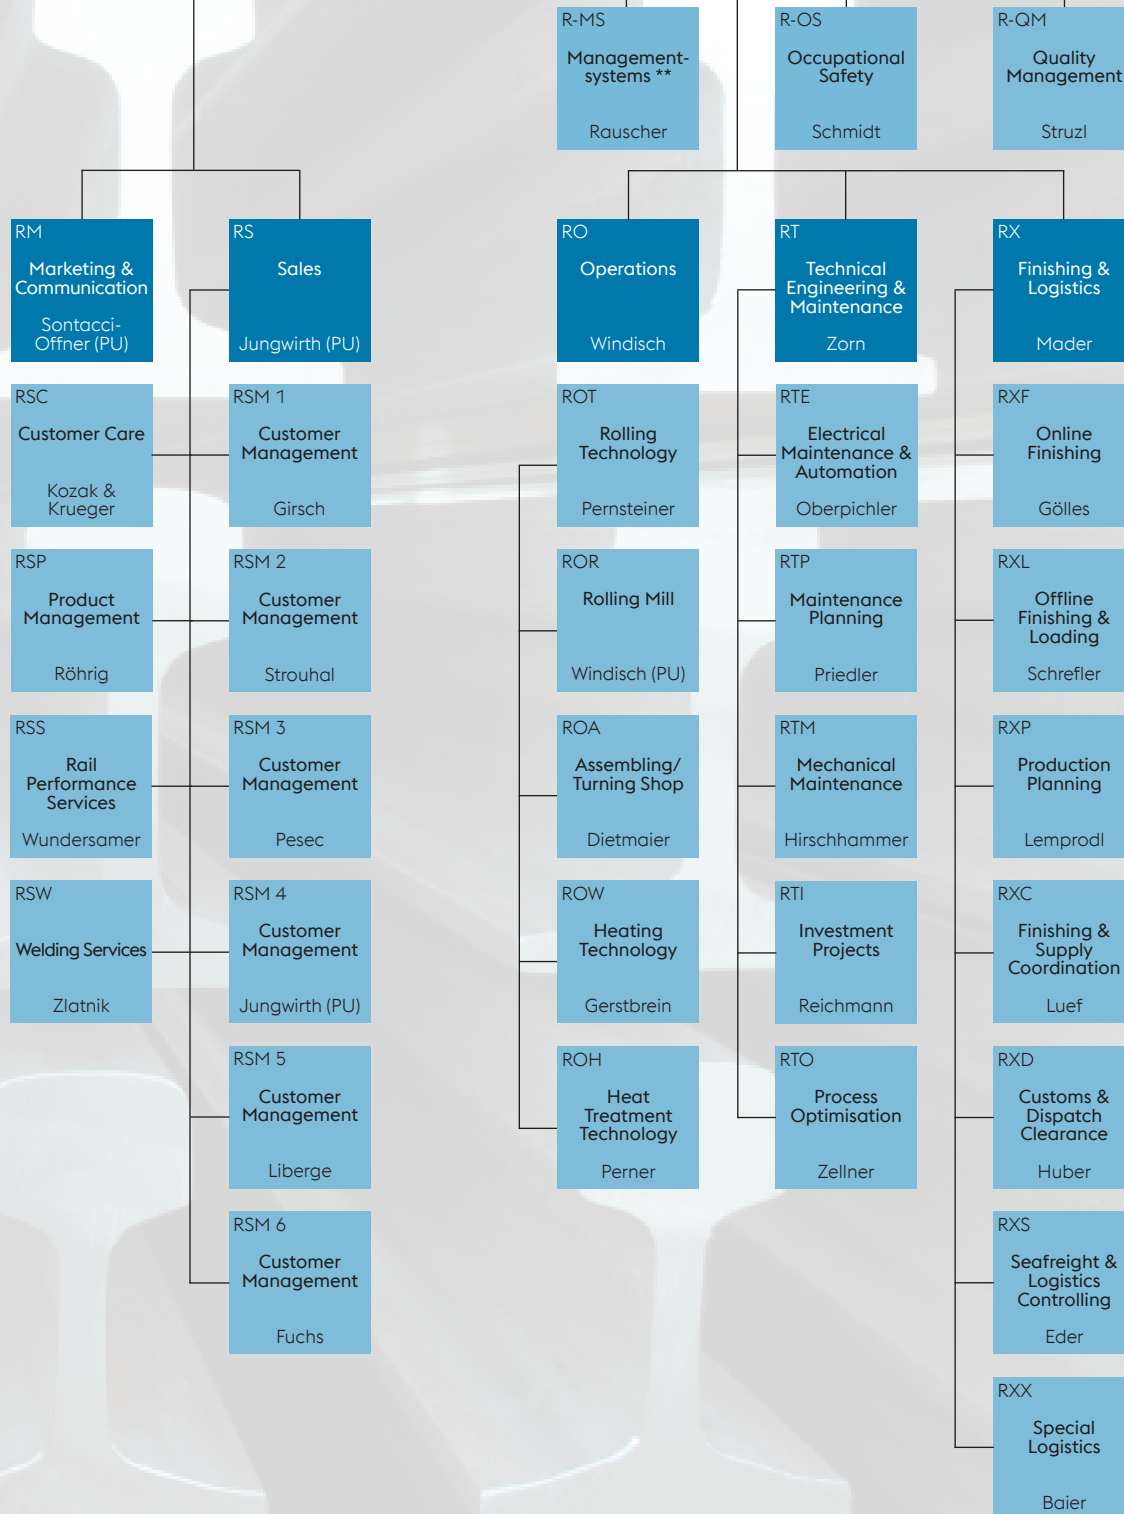 R-MS
Management-
systems **
Rauscher
R-OS
Occupational
Safety
Schmidt
R-QM
Quality
Management
Struzl
RM
Marketing &
Communication
Sontacci-
Offner (PU)
RS
Sales
Jungwirth (PU)
RO
Operations
Windisch
RT
Technical
Engineering &
Maintenance
Zorn
RX
Finishing &
Logistics
Mader
RSC
Customer Care
Kozak &
Krueger
RSM 1
Customer
Management
Girsch
ROT
Rolling
Technology
Pernsteiner
RTE
Electrical
Maintenance &
Automation
Oberpichler
RXF
Online
Finishing
Gölles
RSP
Product
Management
Röhrig
RSM 2
Customer
Management
Strouhal
ROR
Rolling Mill
Windisch (PU)
RTP
Maintenance
Planning
Priedler
RXL
Offline
Finishing &
Loading
Schrefler
RSS
Rail
Performance
Services
Wundersamer
RSM 3
Customer
Management
Pesec
ROA
Assembling/
Turning Shop
Dietmaier
RTM
Mechanical
Maintenance
Hirschhammer
RXP
Production
Planning
Lemprodl
RSW
Welding Services
Zlatnik
RSM 4
Customer
Management
Jungwirth (PU)
ROW
Heating
Technology
Gerstbrein
RTI
Investment
Projects
Reichmann
RXC
Finishing &
Supply
Coordination
Luef
RSM 5
Customer
Management
Liberge
ROH
Heat
Treatment
Technology
Perner
RTO
Process
Optimisation
Zellner
RXD
Customs &
Dispatch
Clearance
Huber
RSM 6
Customer
Management
Fuchs
RXS
Seafreight &
Logistics
Controlling
Eder
RXX
Special
Logistics
Baier